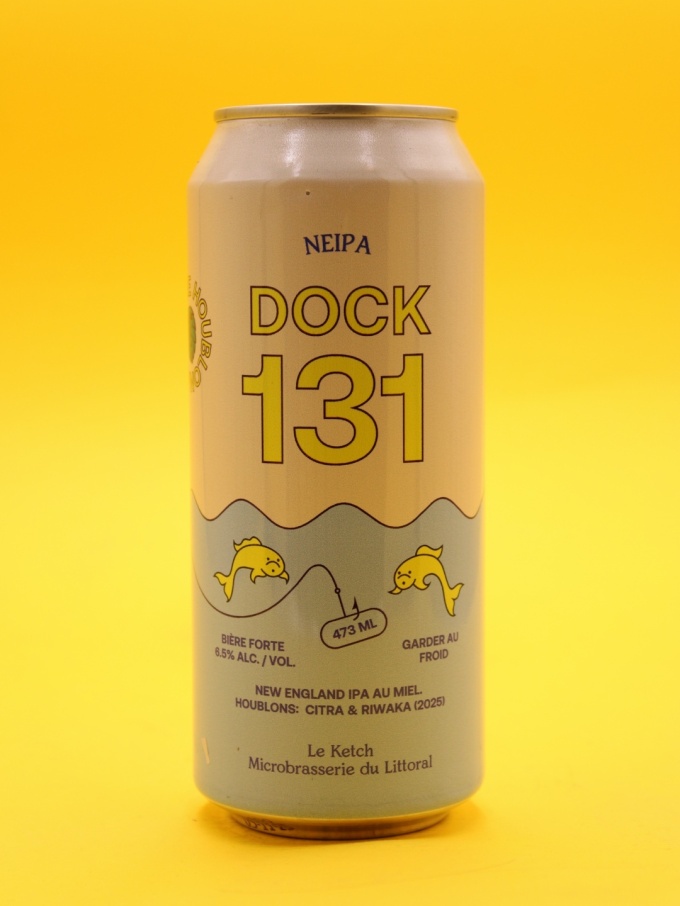 NEIPA
DOCK
131
HOUBLON
473 ML
BIÈRE FORTE
6.5% ALC. / VOL.
GARDER AU
FROID
NEW ENGLAND IPA AU MIEL.
HOUBLONS: CITRA & RIWAKA (2025)
Le Ketch
Microbrasserie du Littoral